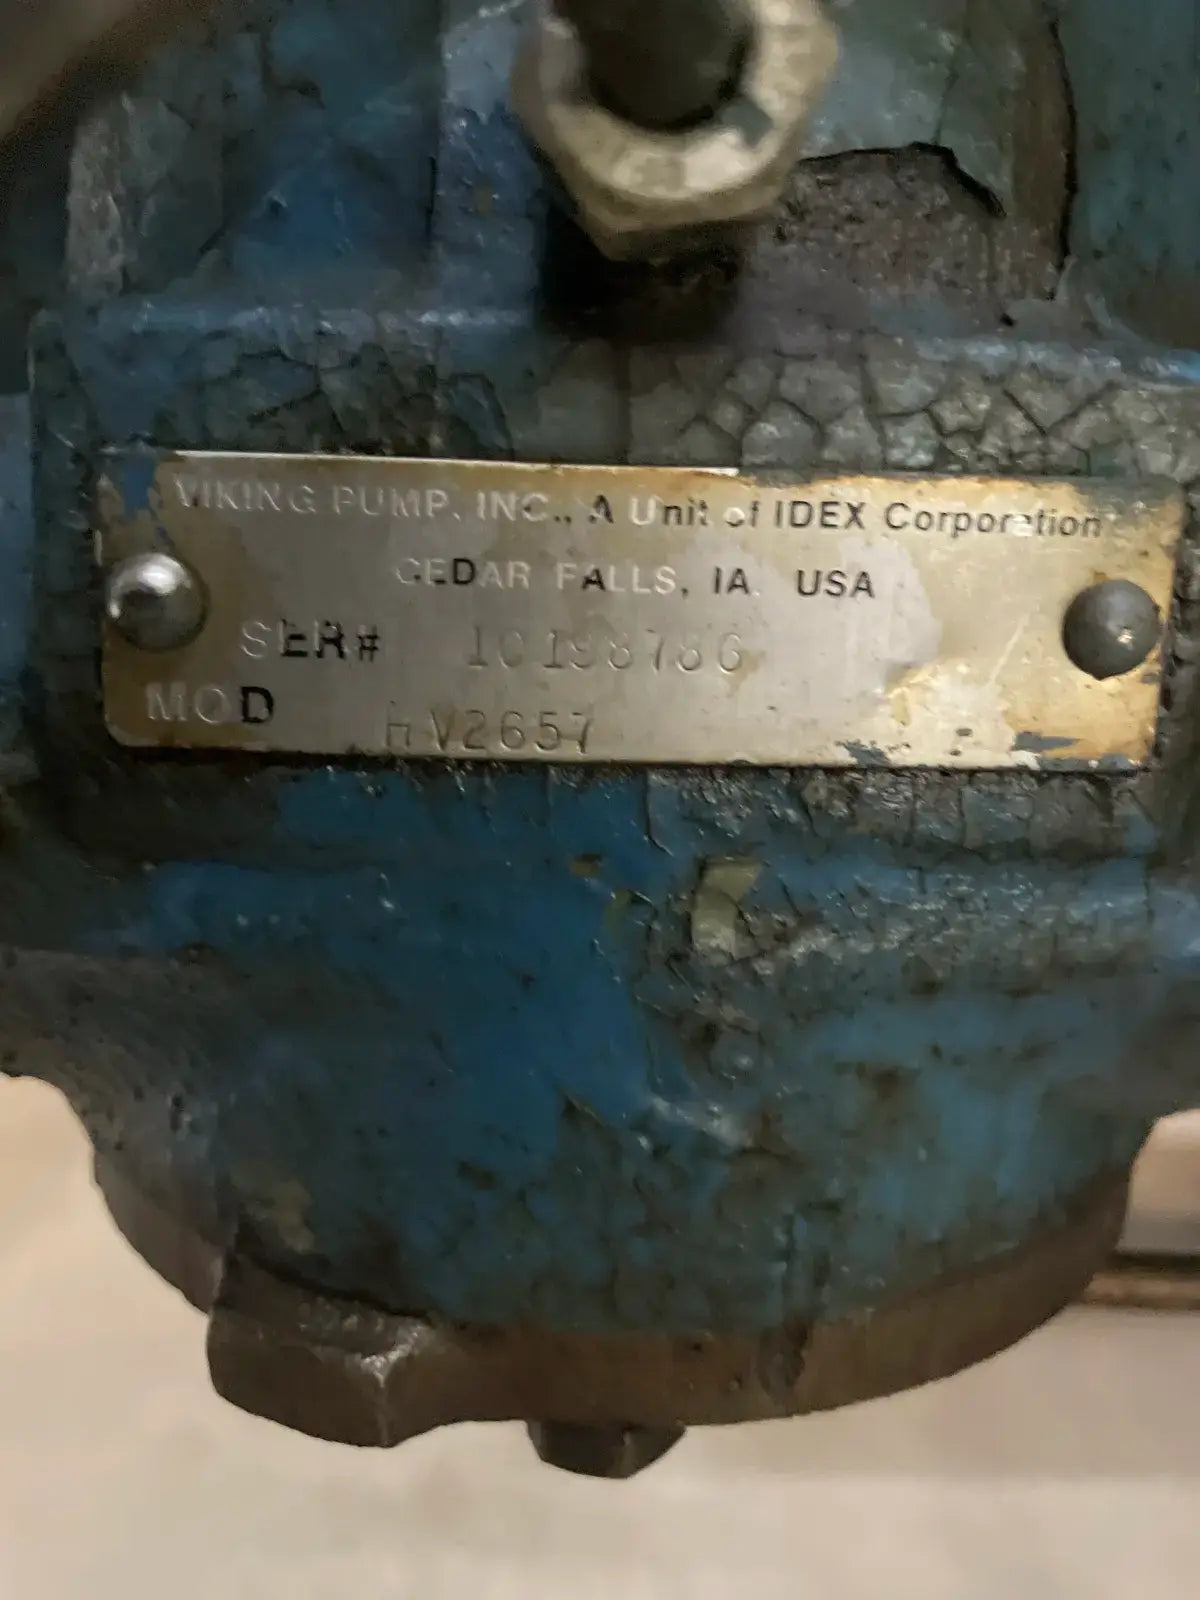 VIKING PUMP, INC., A Unit of IDEX Corporation
CEDAR FALLS, IA. USA
SER# 10198786
MOD HV2657